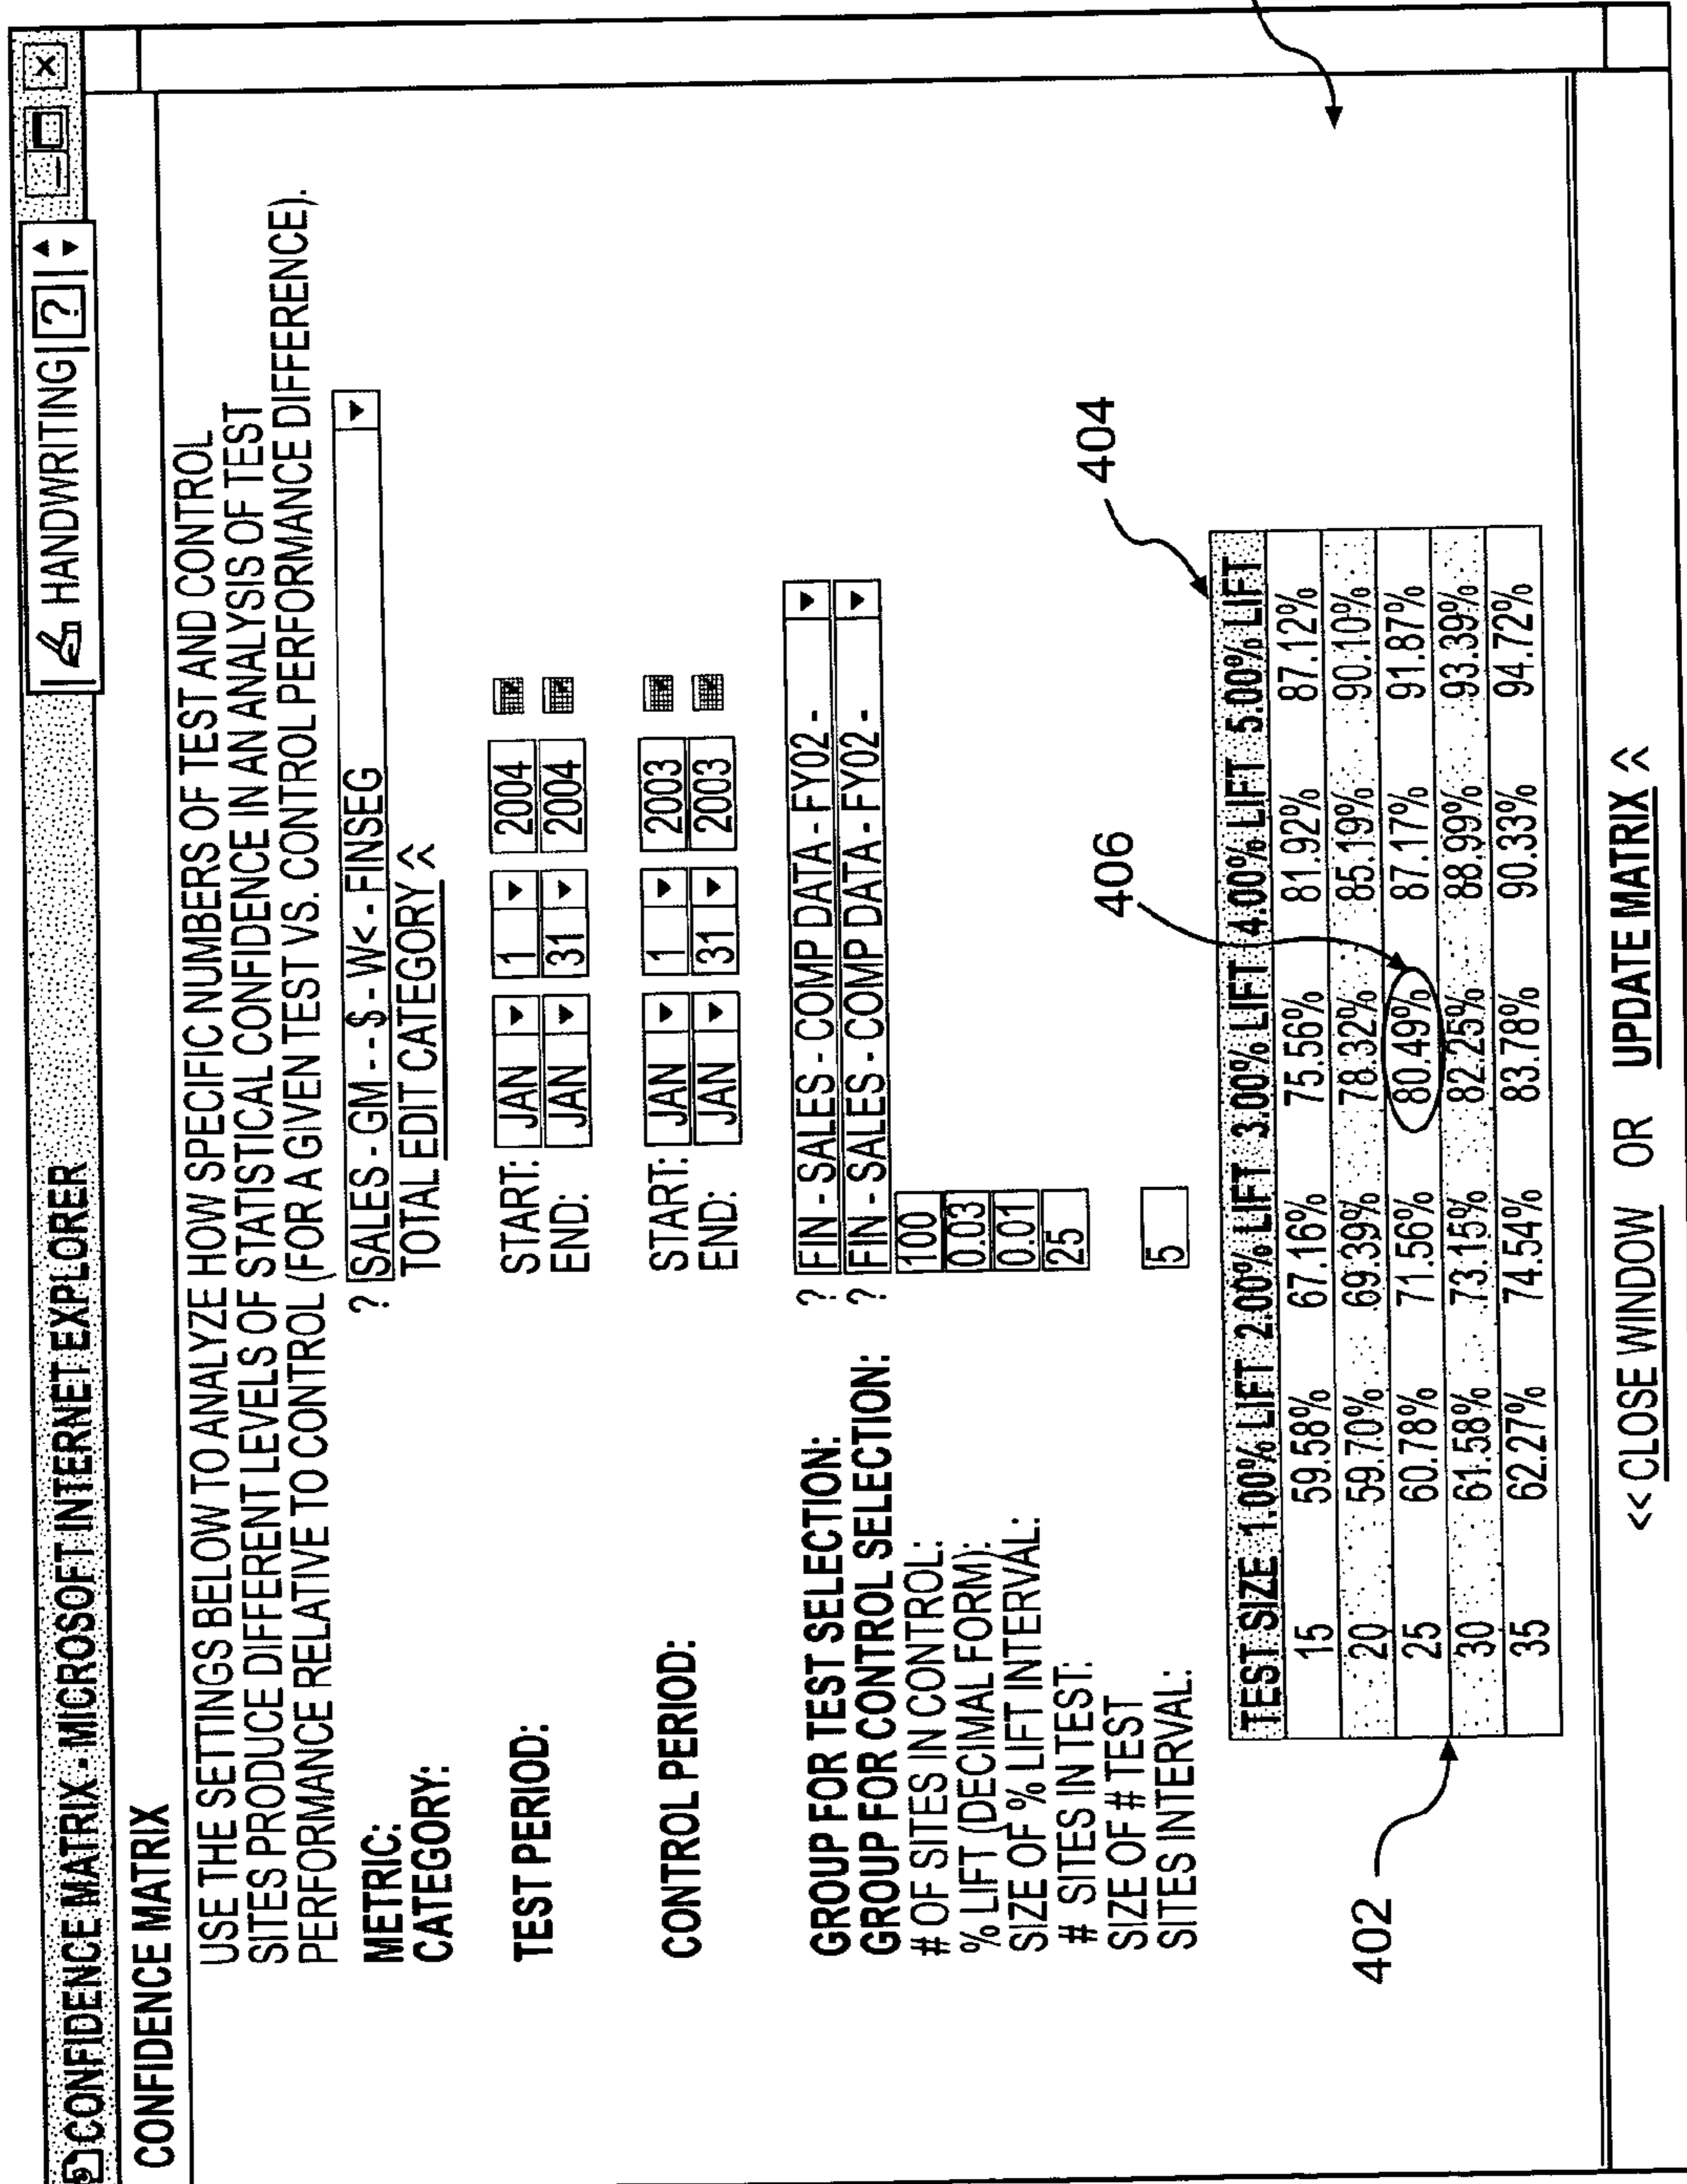 CONFIDENCE MATRIX - MICROSOFT INTERNET EXPLORER
HANDWRITING ?
CONFIDENCE MATRIX
USE THE SETTINGS BELOW TO ANALYZE HOW SPECIFIC NUMBERS OF TEST AND CONTROL
SITES PRODUCE DIFFERENT LEVELS OF STATISTICAL CONFIDENCE IN AN ANALYSIS OF TEST
PERFORMANCE RELATIVE TO CONTROL (FOR A GIVEN TEST VS. CONTROL PERFORMANCE DIFFERENCE).
METRIC: ? SALES - GM - - $ - W< - FINSEG
CATEGORY: TOTAL EDIT CATEGORY ^
TEST PERIOD: START: JAN 1 2004
END: JAN 31 2004
CONTROL PERIOD: START: JAN 1 2003
END: JAN 31 2003
GROUP FOR TEST SELECTION: ? FIN - SALES - COMP DATA - FY02 -
GROUP FOR CONTROL SELECTION: ? FIN - SALES - COMP DATA - FY02 -
# OF SITES IN CONTROL: 100
% LIFT (DECIMAL FORM): 0.03
SIZE OF % LIFT INTERVAL: 0.01
# SITES IN TEST: 25
SIZE OF # TEST
SITES INTERVAL: 5
406
404
TEST SIZE 1.00% LIFT 2.00% LIFT 3.00% LIFT 4.00% LIFT 5.00% LIFT
15 59.58% 67.16% 75.56% 81.92% 87.12%
20 59.70% 69.39% 78.32% 85.19% 90.10%
25 60.78% 71.56% 80.49% 87.17% 91.87%
30 61.58% 73.15% 82.25% 88.99% 93.39%
35 62.27% 74.54% 83.78% 90.33% 94.72%
402
<< CLOSE WINDOW OR UPDATE MATRIX ^